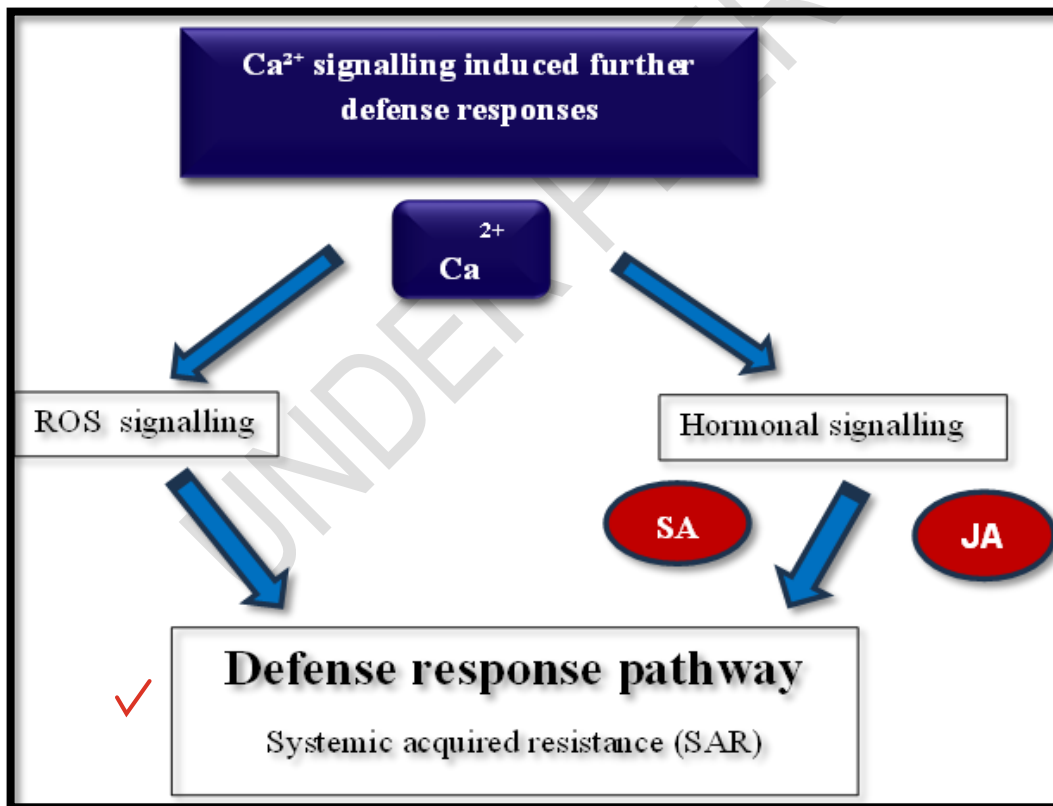 Ca²⁺ signalling induced further
defense responses
2+
Ca
ROS signalling
Hormonal signalling
SA
JA
Defense response pathway
Systemic acquired resistance (SAR)
UNDER